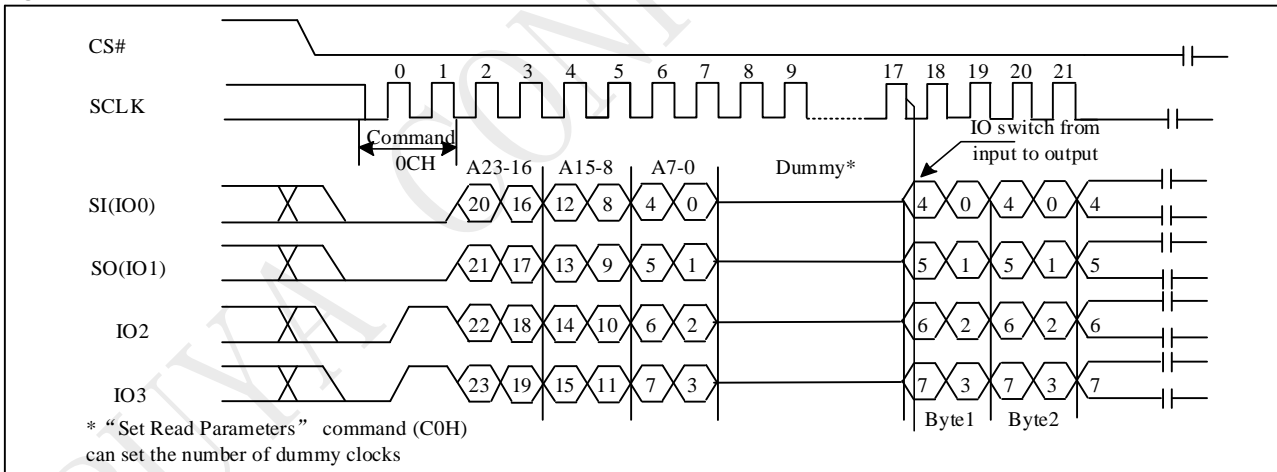 CS#
0 1 2 3 4 5 6 7 8 9 17 18 19 20 21
SCLK
Command
0CH
IO switch from
input to output
A23-16 A15-8 A7-0 Dummy*
SI(IO0) 20 16 12 8 4 0 4 0 4 0 4
SO(IO1) 21 17 13 9 5 1 5 1 5 1 5
IO2 22 18 14 10 6 2 6 2 6 2 6
IO3 23 19 15 11 7 3 7 3 7 3 7
Byte1 Byte2
* “Set Read Parameters” command (C0H)
can set the number of dummy clocks